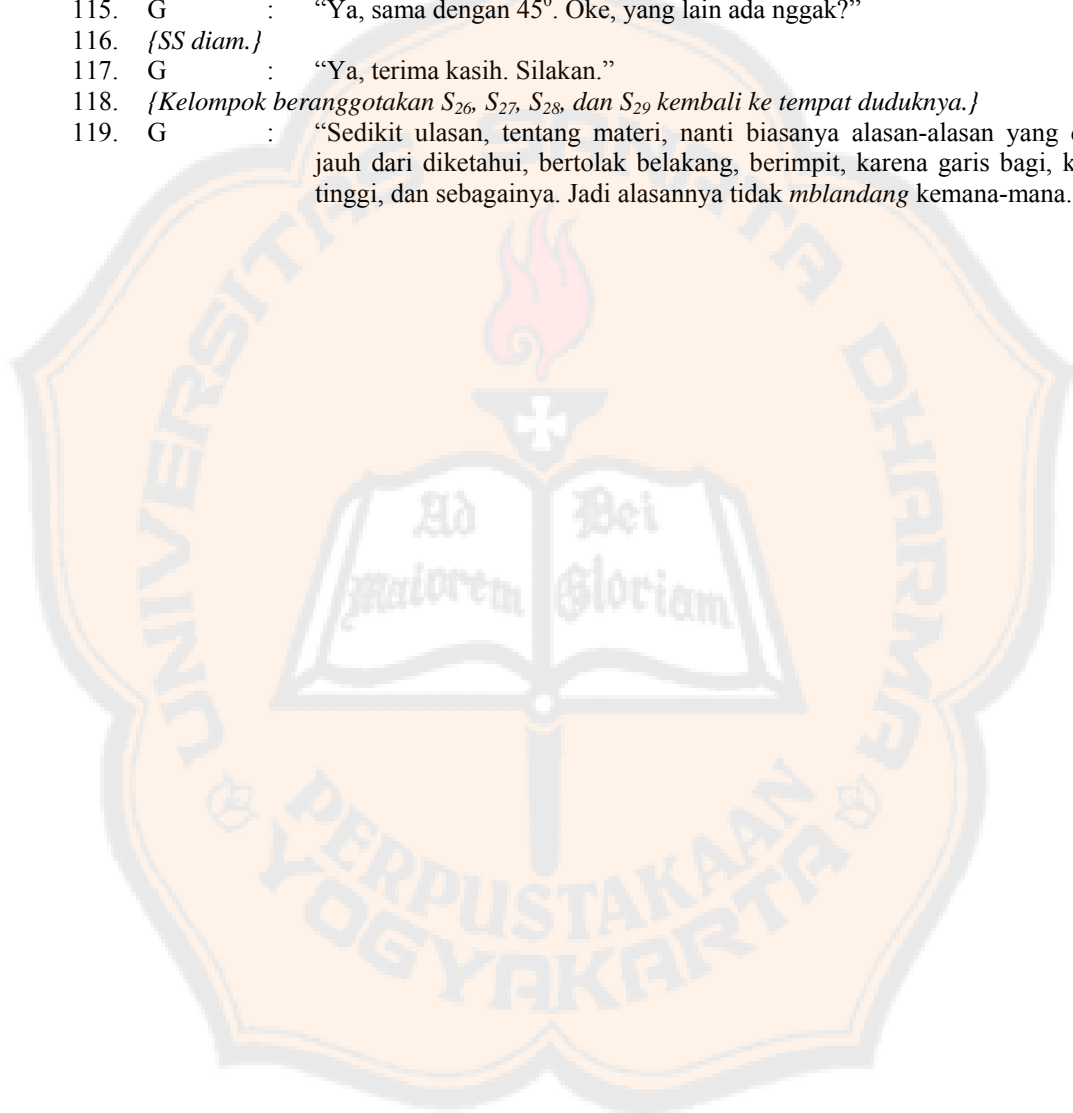 115. G : “Ya, sama dengan 45⁰. Oke, yang lain ada nggak?”
116. {SS diam.}
117. G : “Ya, terima kasih. Silakan.”
118. {Kelompok beranggotakan S26, S27, S28, dan S29 kembali ke tempat duduknya.}
119. G : “Sedikit ulasan, tentang materi, nanti biasanya alasan-alasan yang
jauh dari diketahui, bertolak belakang, berimpit, karena garis bagi,
tinggi, dan sebagainya. Jadi alasannya tidak mblandang kemana-mana.
UNIVERSITAS SANATA DHARMA
Ad Dei
maiorem Gloriam
PERPUSTAKAAN
YOGYAKARTA